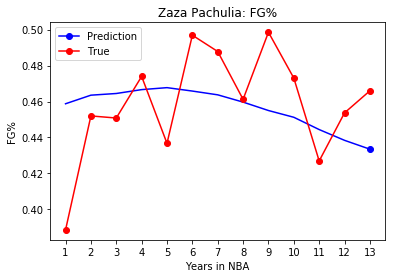 Zaza Pachulia: FG%
Prediction
True
0.50
0.48
0.46
0.44
0.42
0.40
FG%
1 2 3 4 5 6 7 8 9 10 11 12 13
Years in NBA